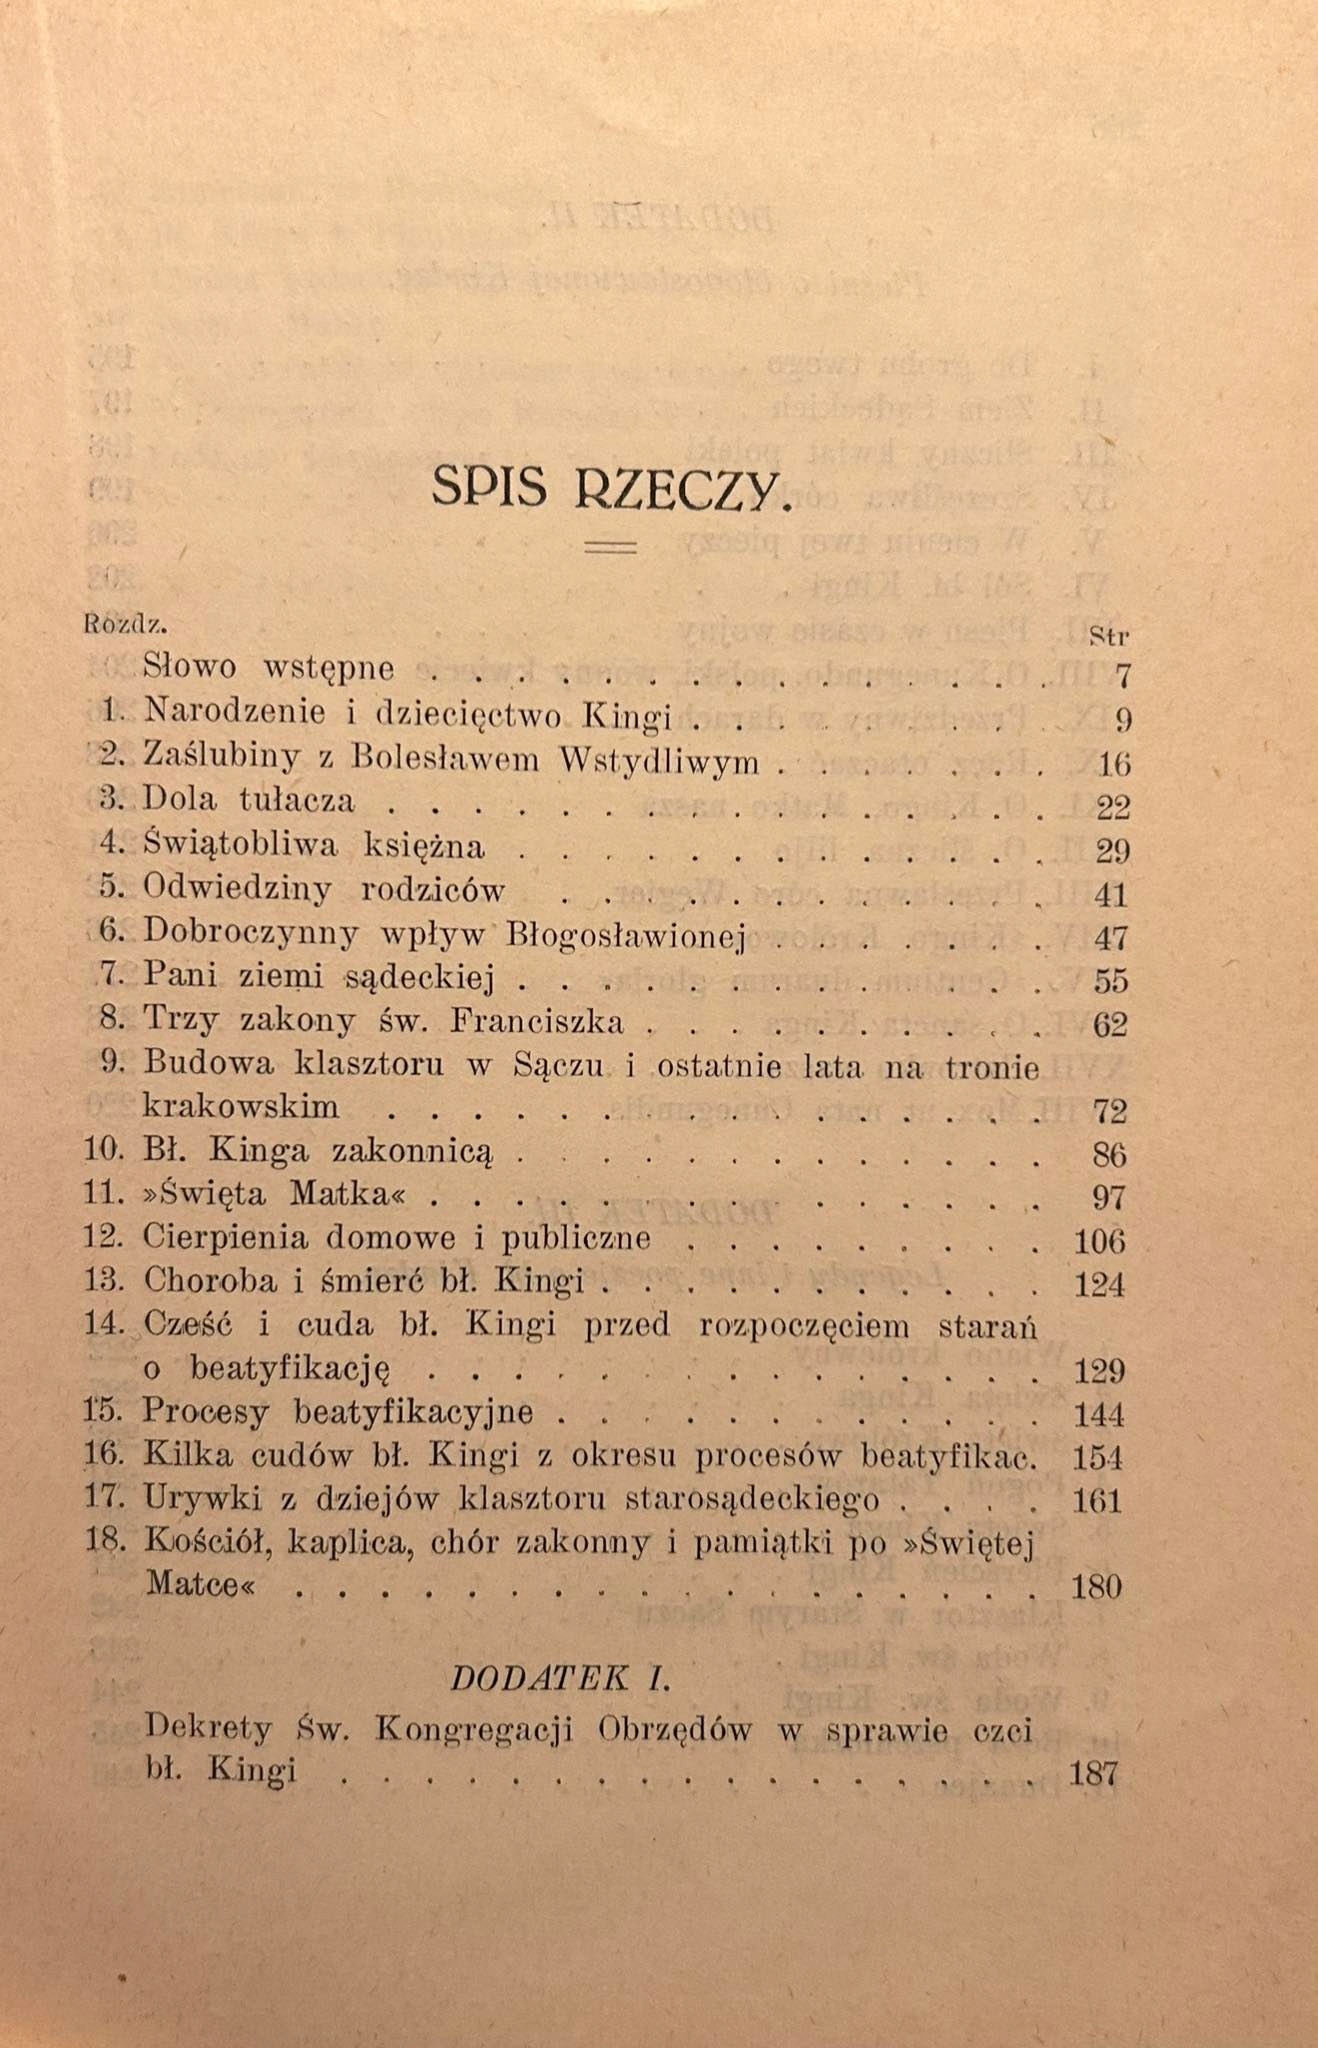 SPIS RZECZY.
Rozdz.
Str
Słowo wstępne . . . . . . . . . . . . . . . 7
1. Narodzenie i dziecięctwo Kingi . . . . . . . . . 9
2. Zaślubiny z Bolesławem Wstydliwym . . . . . . . 16
3. Dola tułacza . . . . . . . . . . . . . . . . 22
4. Świątobliwa księżna . . . . . . . . . . . . . 29
5. Odwiedziny rodziców . . . . . . . . . . . . 41
6. Dobroczynny wpływ Błogosławionej . . . . . . . 47
7. Pani ziemi sądeckiej . . . . . . . . . . . . . 55
8. Trzy zakony św. Franciszka . . . . . . . . . . 62
9. Budowa klasztoru w Sączu i ostatnie lata na tronie
krakowskim . . . . . . . . . . . . . . . . 72
10. Bł. Kinga zakonnicą . . . . . . . . . . . . . 86
11. »Święta Matka« . . . . . . . . . . . . . . . 97
12. Cierpienia domowe i publiczne . . . . . . . . . 106
13. Choroba i śmierć bł. Kingi . . . . . . . . . . . 124
14. Cześć i cuda bł. Kingi przed rozpoczęciem starań
o beatyfikację . . . . . . . . . . . . . . . 129
15. Procesy beatyfikacyjne . . . . . . . . . . . . 144
16. Kilka cudów bł. Kingi z okresu procesów beatyfikac. 154
17. Urywki z dziejów klasztoru starosądeckiego . . . . 161
18. Kościół, kaplica, chór zakonny i pamiątki po »Świętej
Matce« . . . . . . . . . . . . . . . . . . 180
DODATEK I.
Dekrety Św. Kongregacji Obrzędów w sprawie czci
bł. Kingi . . . . . . . . . . . . . . . . . 187